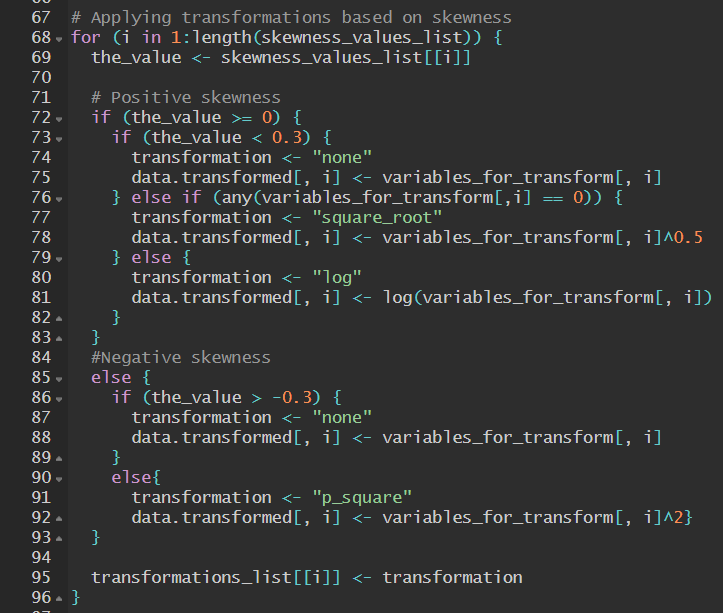 67 # Applying transformations based on skewness
68 for (i in 1:length(skewness_values_list)) {
69   the_value <- skewness_values_list[[i]]
70
71   # Positive skewness
72   if (the_value >= 0) {
73     if (the_value < 0.3) {
74       transformation <- "none"
75       data.transformed[, i] <- variables_for_transform[, i]
76     } else if (any(variables_for_transform[,i] == 0)) {
77       transformation <- "square_root"
78       data.transformed[, i] <- variables_for_transform[, i]^0.5
79     } else {
80       transformation <- "log"
81       data.transformed[, i] <- log(variables_for_transform[, i])
82     }
83   }
84   #Negative skewness
85   else {
86     if (the_value > -0.3) {
87       transformation <- "none"
88       data.transformed[, i] <- variables_for_transform[, i]
89     }
90     else{
91       transformation <- "p_square"
92       data.transformed[, i] <- variables_for_transform[, i]^2}
93   }
94
95   transformations_list[[i]] <- transformation
96 }